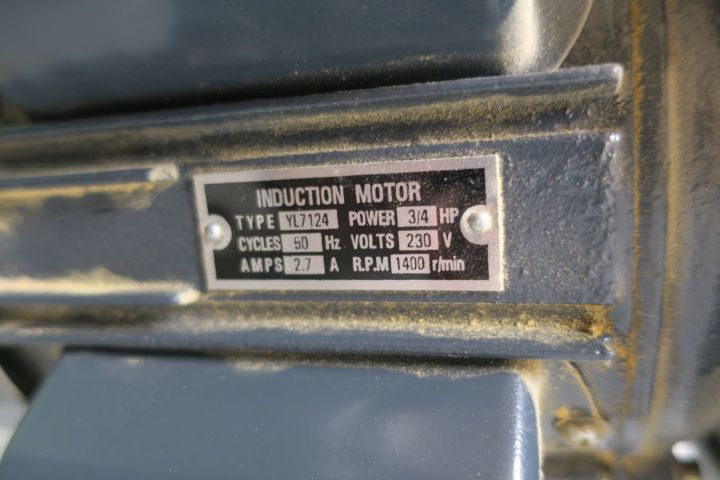 INDUCTION MOTOR
TYPE YL7124 POWER 3/4 HP
CYCLES 50 Hz VOLTS 230 V
AMPS 2.7 A R.P.M 1400 r/min